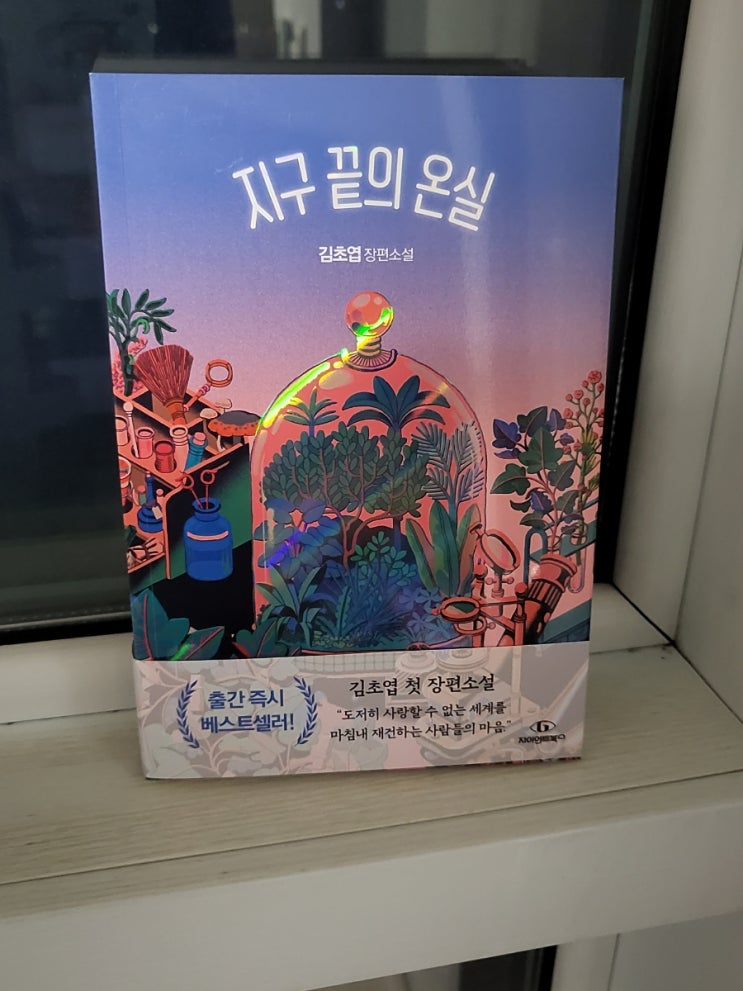 지구 끝의 온실
김초엽 장편소설
출간 즉시
베스트셀러!
김초엽 첫 장편소설
“도저히 사랑할 수 없는 세계를
마침내 재건하는 사람들의 마음.”
자이언트북스